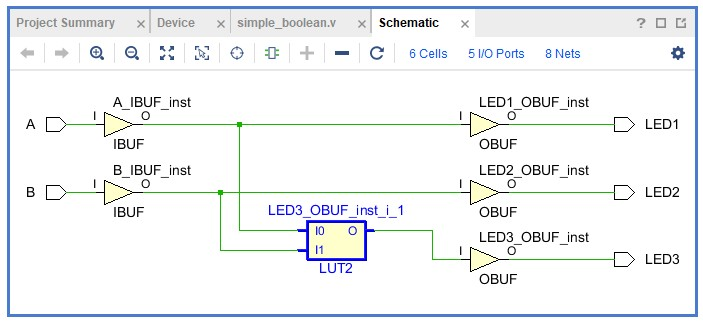 Project Summary × Device × simple_boolean.v × Schematic × ?
6 Cells 5 I/O Ports 8 Nets
A_IBUF_inst LED1_OBUF_inst
A I O I O LED1
IBUF OBUF
B_IBUF_inst LED2_OBUF_inst
B I O I O LED2
IBUF OBUF
LED3_OBUF_inst_i_1
I0 O LED3_OBUF_inst
I1 I O LED3
LUT2 OBUF